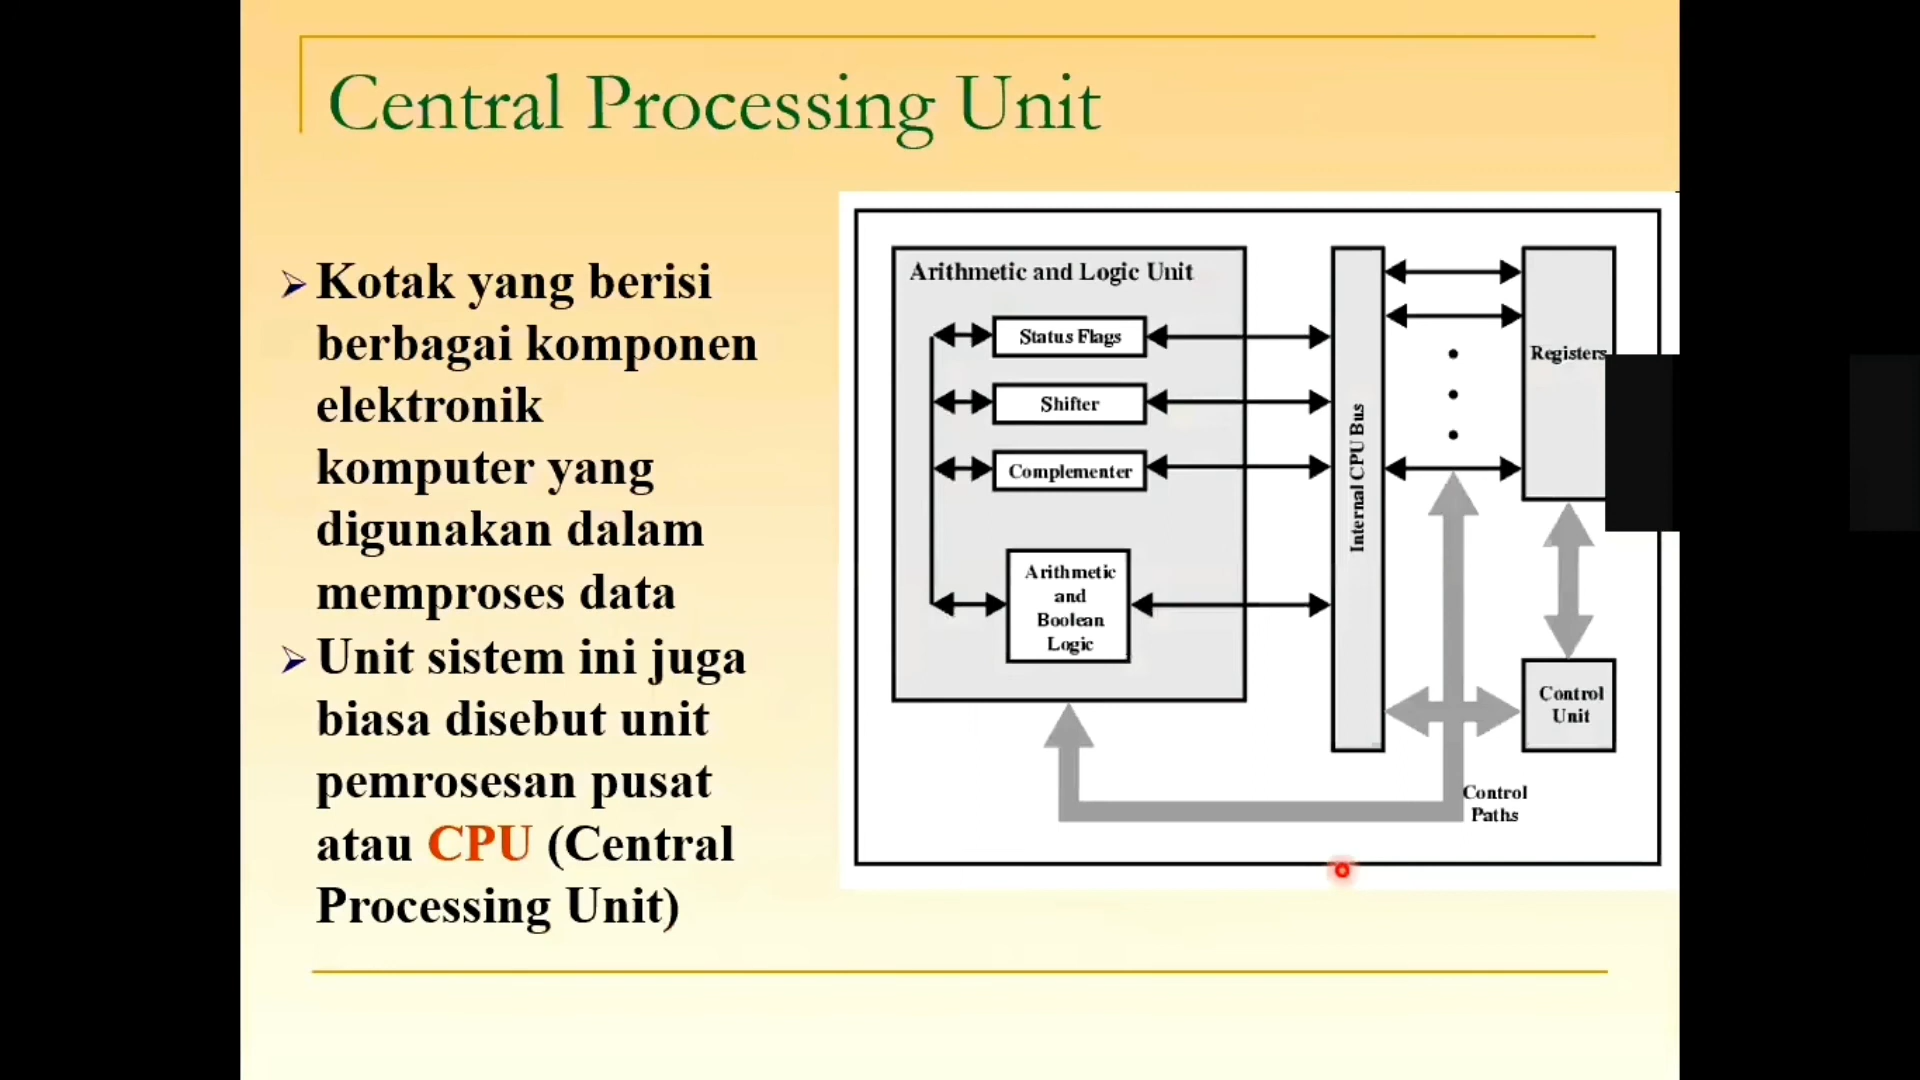 Central Processing Unit
Kotak yang berisi
berbagai komponen
elektronik
komputer yang
digunakan dalam
memproses data
Unit sistem ini juga
biasa disebut unit
pemrosesan pusat
atau CPU (Central
Processing Unit)
Arithmetic and Logic Unit
Status Flags
Shifter
Complementer
Arithmetic
and
Boolean
Logic
Internal CPU Bus
Registers
Control
Unit
Control
Paths